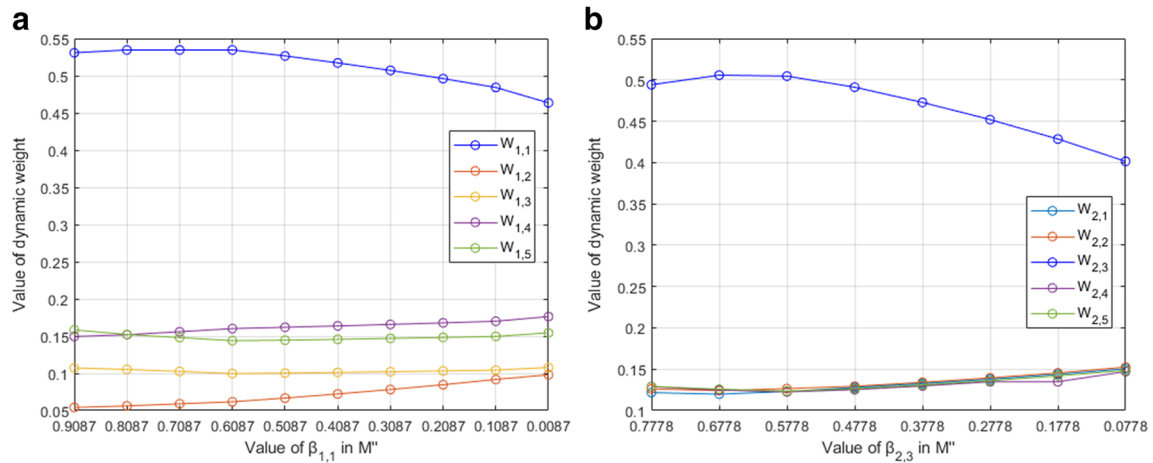 a
0.55
0.5
0.45
0.4
0.35
0.3
0.25
0.2
0.15
0.1
0.05
Value of dynamic weight
W1,1
W1,2
W1,3
W1,4
W1,5
0.9087 0.8087 0.7087 0.6087 0.5087 0.4087 0.3087 0.2087 0.1087 0.0087
Value of β1,1 in M"
b
0.55
0.5
0.45
0.4
0.35
0.3
0.25
0.2
0.15
0.1
Value of dynamic weight
W2,1
W2,2
W2,3
W2,4
W2,5
0.7778 0.6778 0.5778 0.4778 0.3778 0.2778 0.1778 0.0778
Value of β2,3 in M"